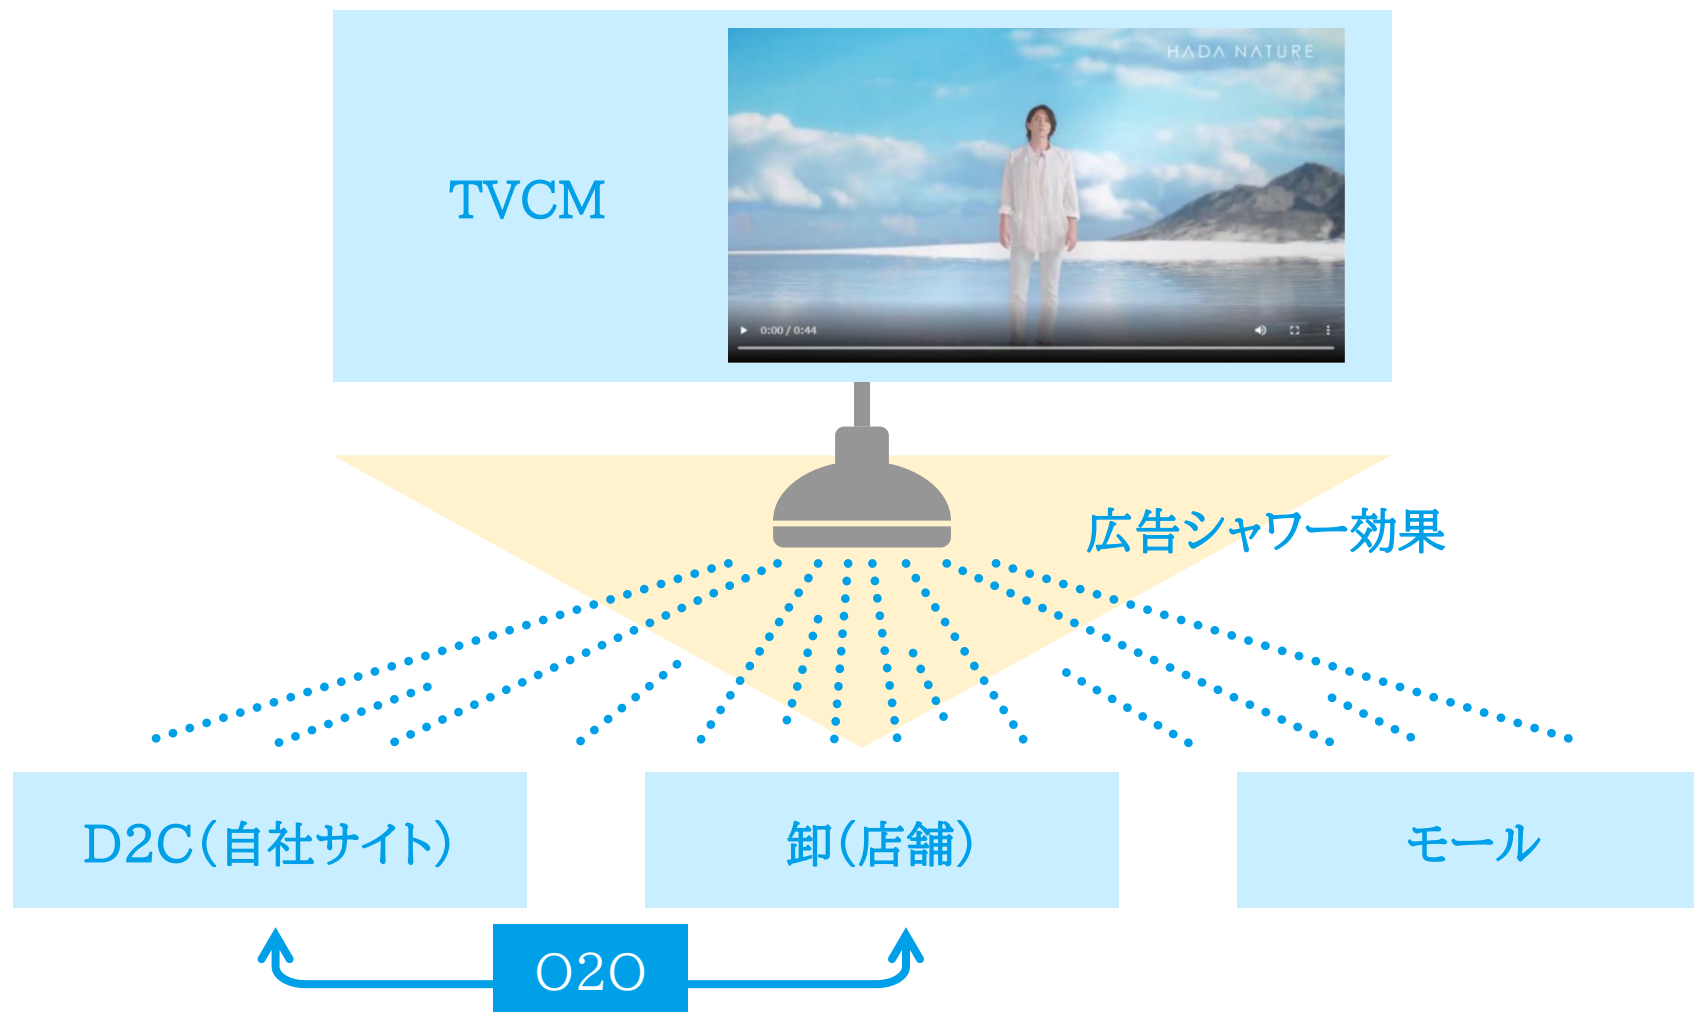 HADA NATURE
TVCM
0:00 / 0:44
広告シャワー効果
D2C(自社サイト)
卸(店舗)
モール
O2O